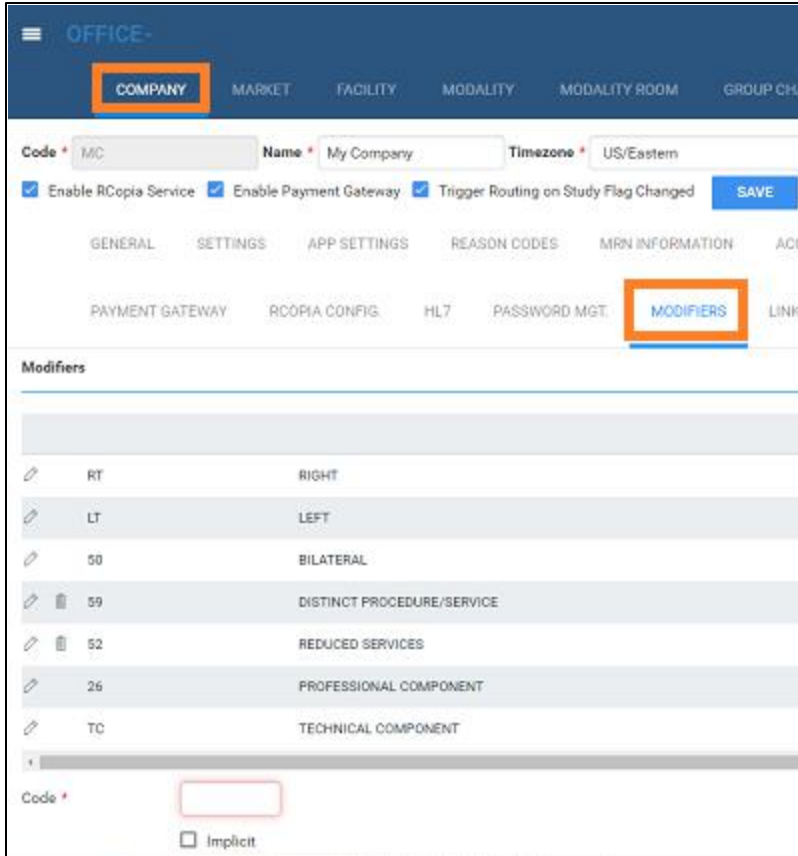 OFFICE-
COMPANY MARKET FACILITY MODALITY MODALITY ROOM GROUP CH
Code * MC Name * My Company Timezone * US/Eastern
Enable RCopia Service Enable Payment Gateway Trigger Routing on Study Flag Changed SAVE
GENERAL SETTINGS APP SETTINGS REASON CODES MRN INFORMATION
PAYMENT GATEWAY RCOPIA CONFIG. HL7 PASSWORD MGT. MODIFIERS LINK
Modifiers
RT RIGHT
LT LEFT
50 BILATERAL
59 DISTINCT PROCEDURE/SERVICE
52 REDUCED SERVICES
26 PROFESSIONAL COMPONENT
TC TECHNICAL COMPONENT
Code *
Implicit